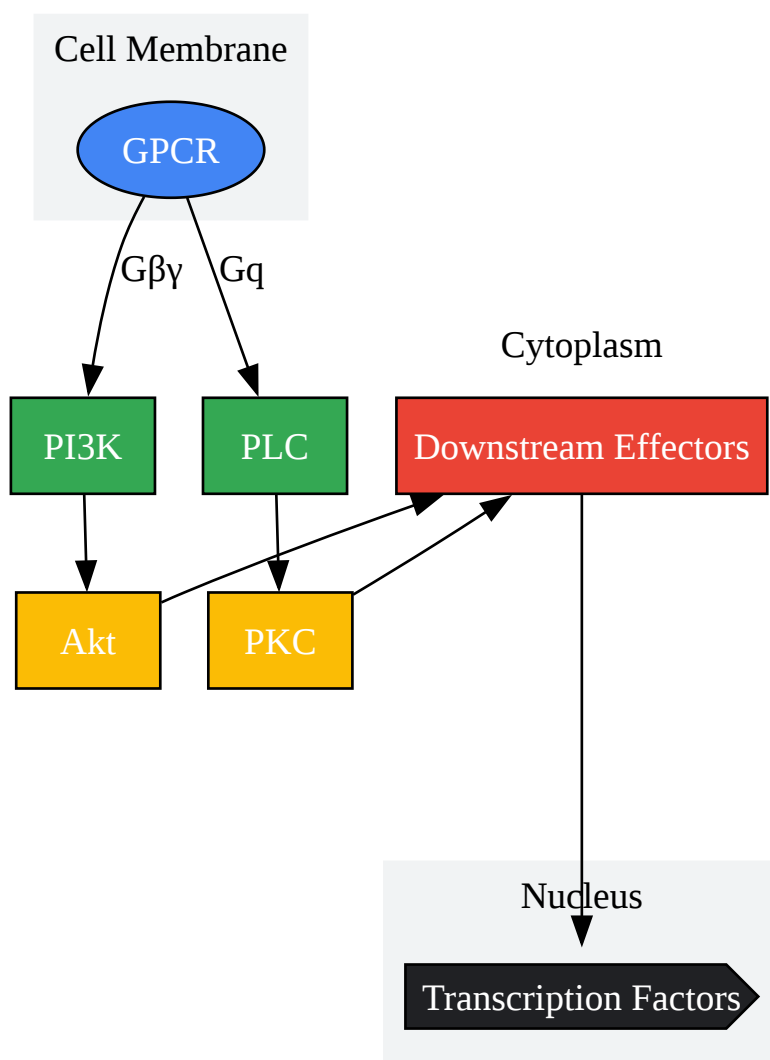 Cell Membrane
GPCR
Gβγ
Gq
Cytoplasm
PI3K
PLC
Downstream Effectors
Akt
PKC
Nucleus
Transcription Factors